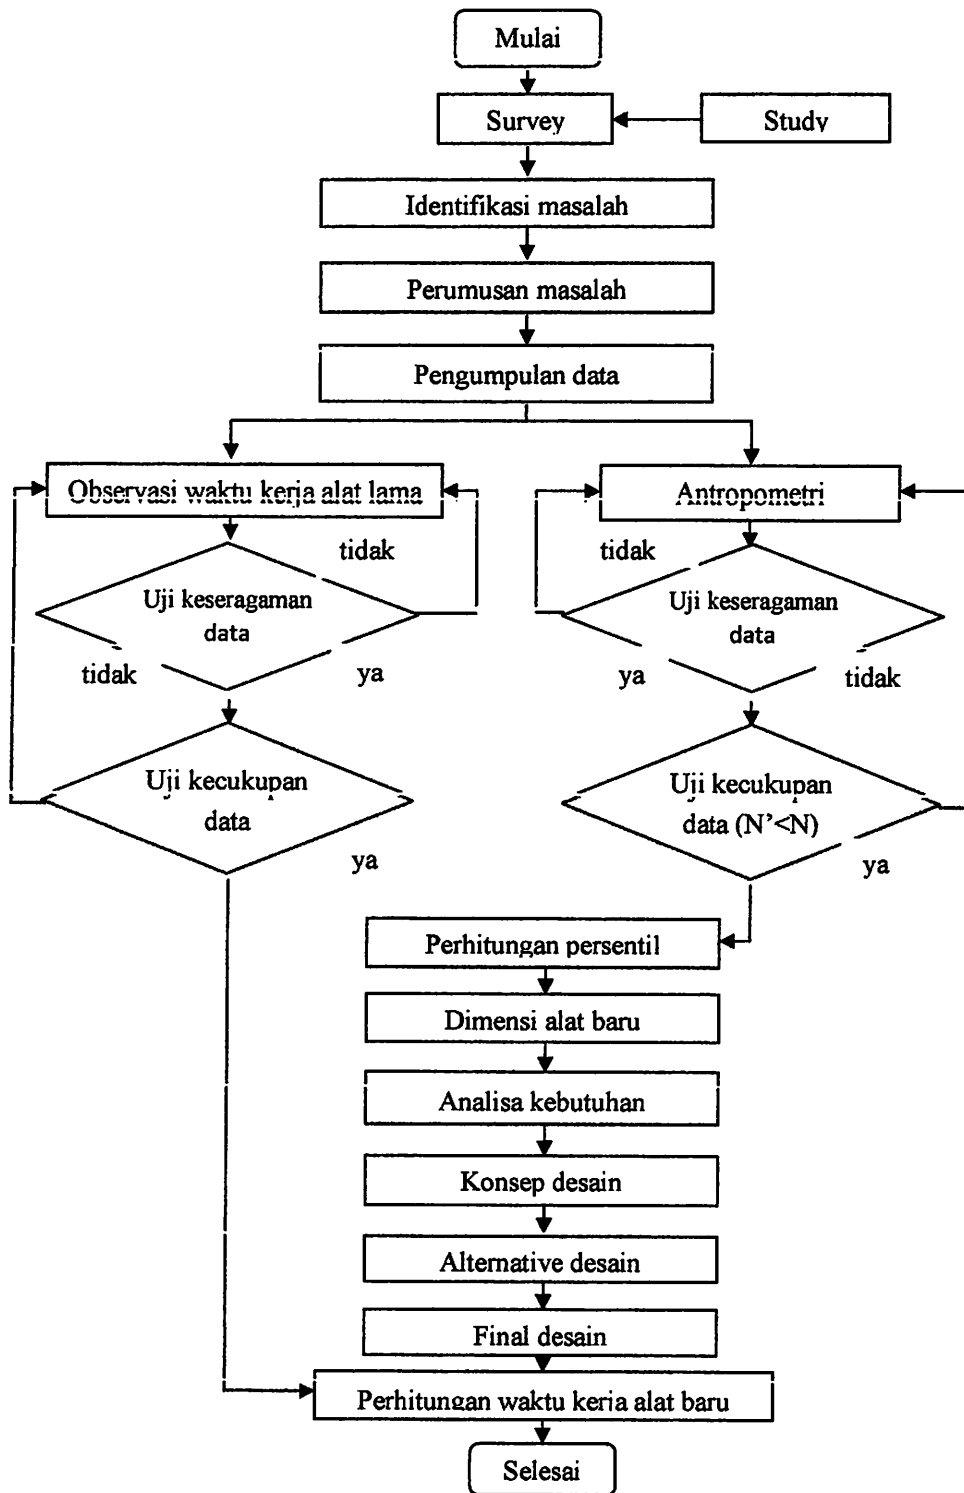 Mulai
Survey
Study
Identifikasi masalah
Perumusan masalah
Pengumpulan data
Observasi waktu kerja alat lama
Antropometri
tidak
tidak
Uji keseragaman
data
Uji keseragaman
data
tidak
ya
ya
tidak
Uji kecukupan
data
Uji kecukupan
data (N’<N)
ya
ya
Perhitungan persentil
Dimensi alat baru
Analisa kebutuhan
Konsep desain
Alternative desain
Final desain
Perhitungan waktu kerja alat baru
Selesai